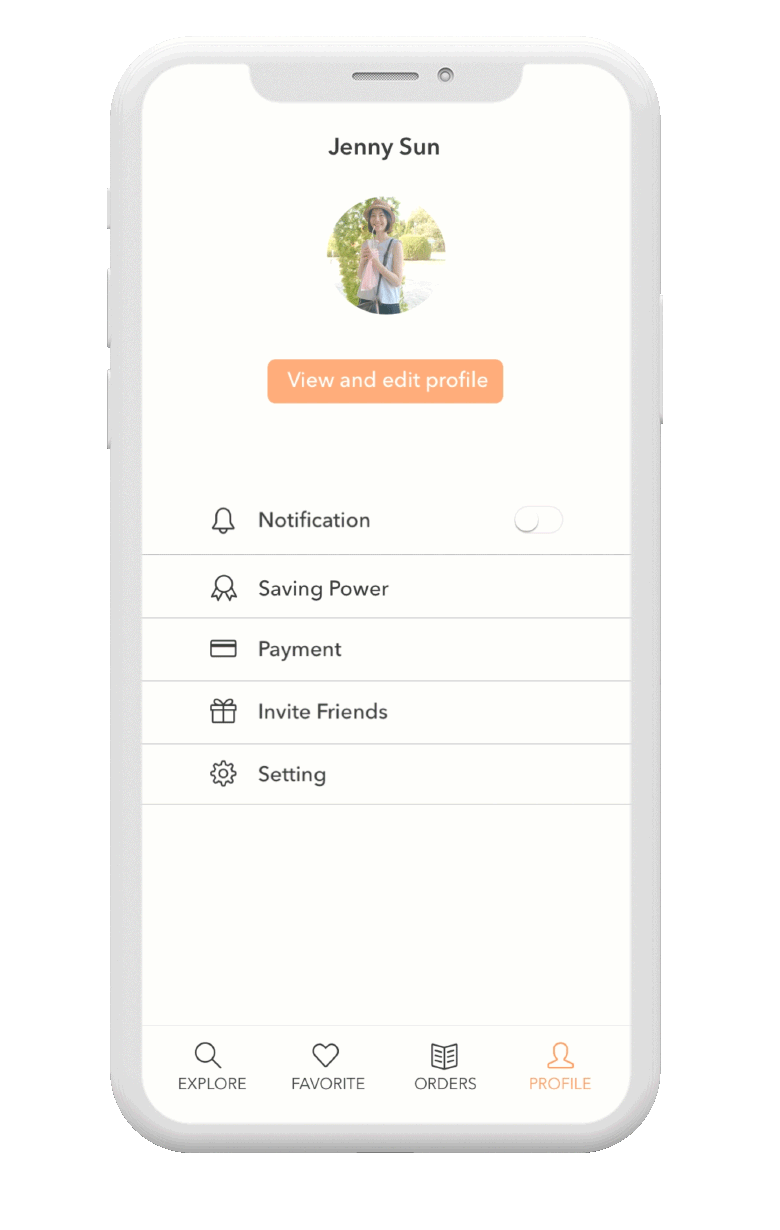 Jenny Sun
View and edit profile
Notification
Saving Power
Payment
Invite Friends
Setting
EXPLORE FAVORITE ORDERS PROFILE